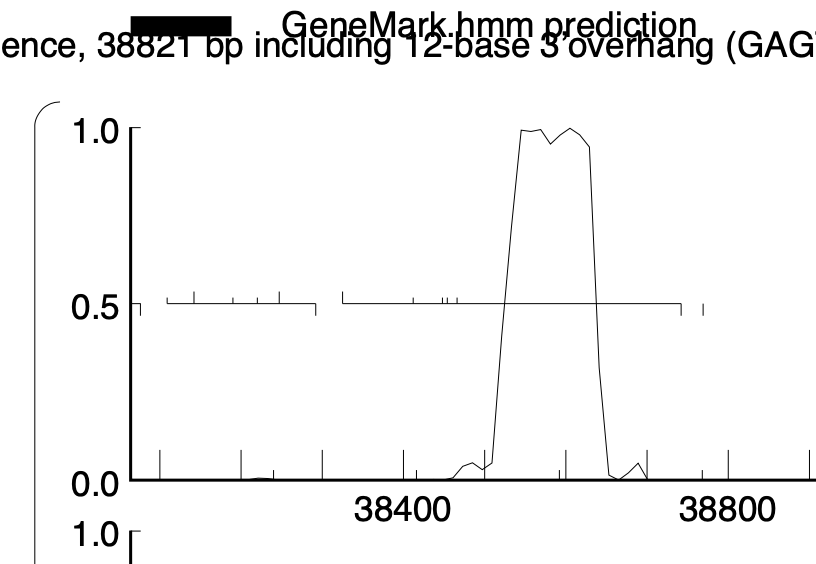 GeneMark.hmm prediction
ence, 38821 bp including 12-base 3'overhang (GAG
1.0
0.5
0.0
38400 38800
1.0